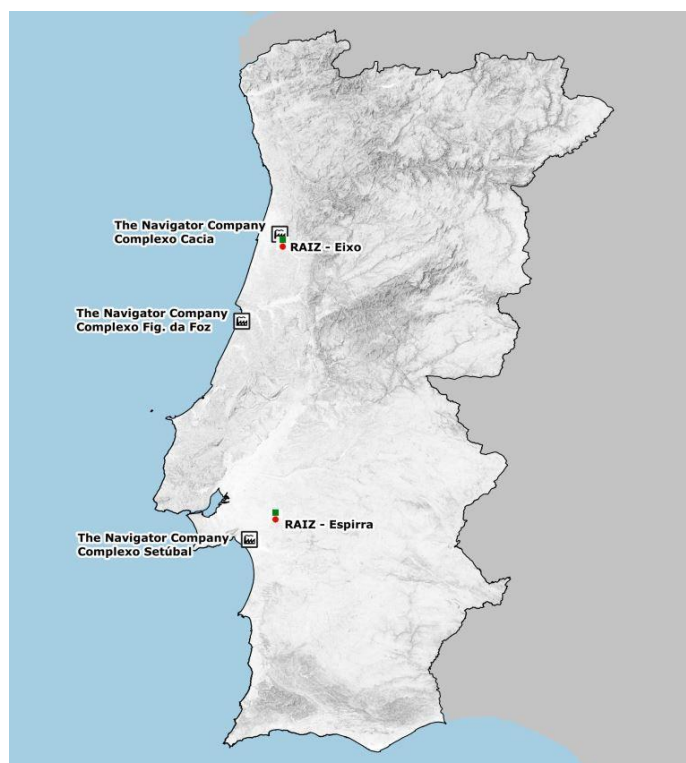 The Navigator Company
Complexo Cacia
RAIZ - Eixo
The Navigator Company
Complexo Fig. da Foz
RAIZ - Espirra
The Navigator Company
Complexo Setúbal